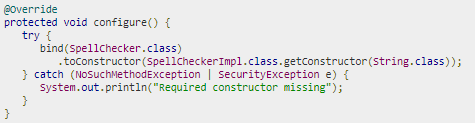 @Override
protected void configure() {
   try {
      bind(SpellChecker.class)
         .toConstructor(SpellCheckerImpl.class.getConstructor(String.class));
   } catch (NoSuchMethodException | SecurityException e) {
      System.out.println("Required constructor missing");
   }
}